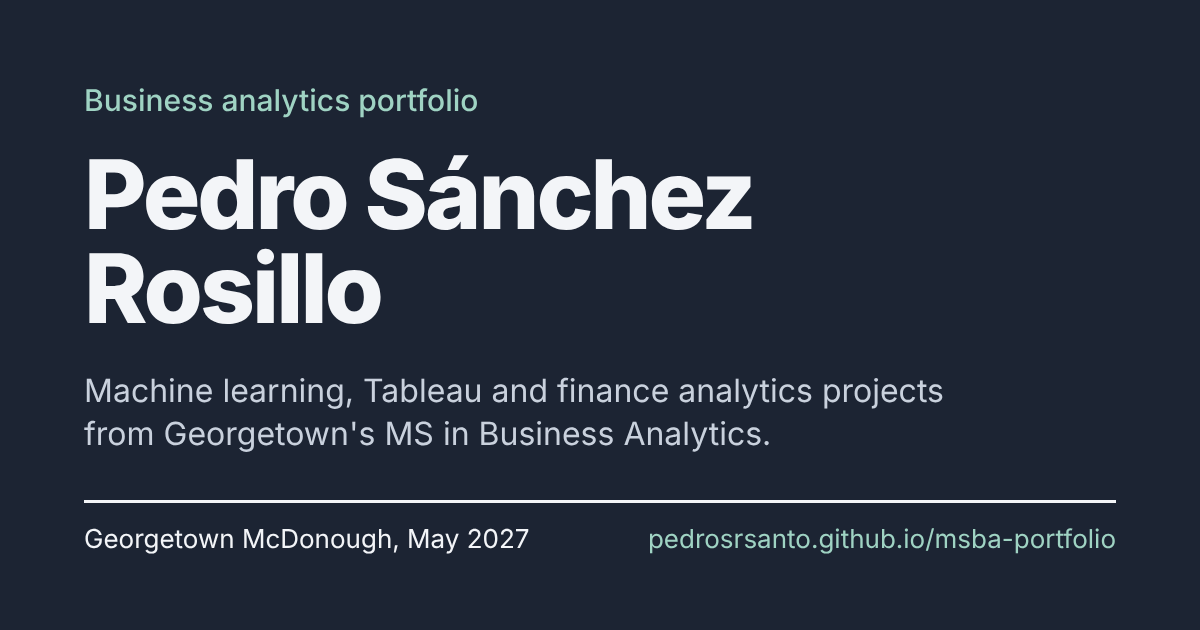 Business analytics portfolio
Pedro Sánchez
Rosillo
Machine learning, Tableau and finance analytics projects
from Georgetown's MS in Business Analytics.
Georgetown McDonough, May 2027
pedrosrsanto.github.io/msba-portfolio